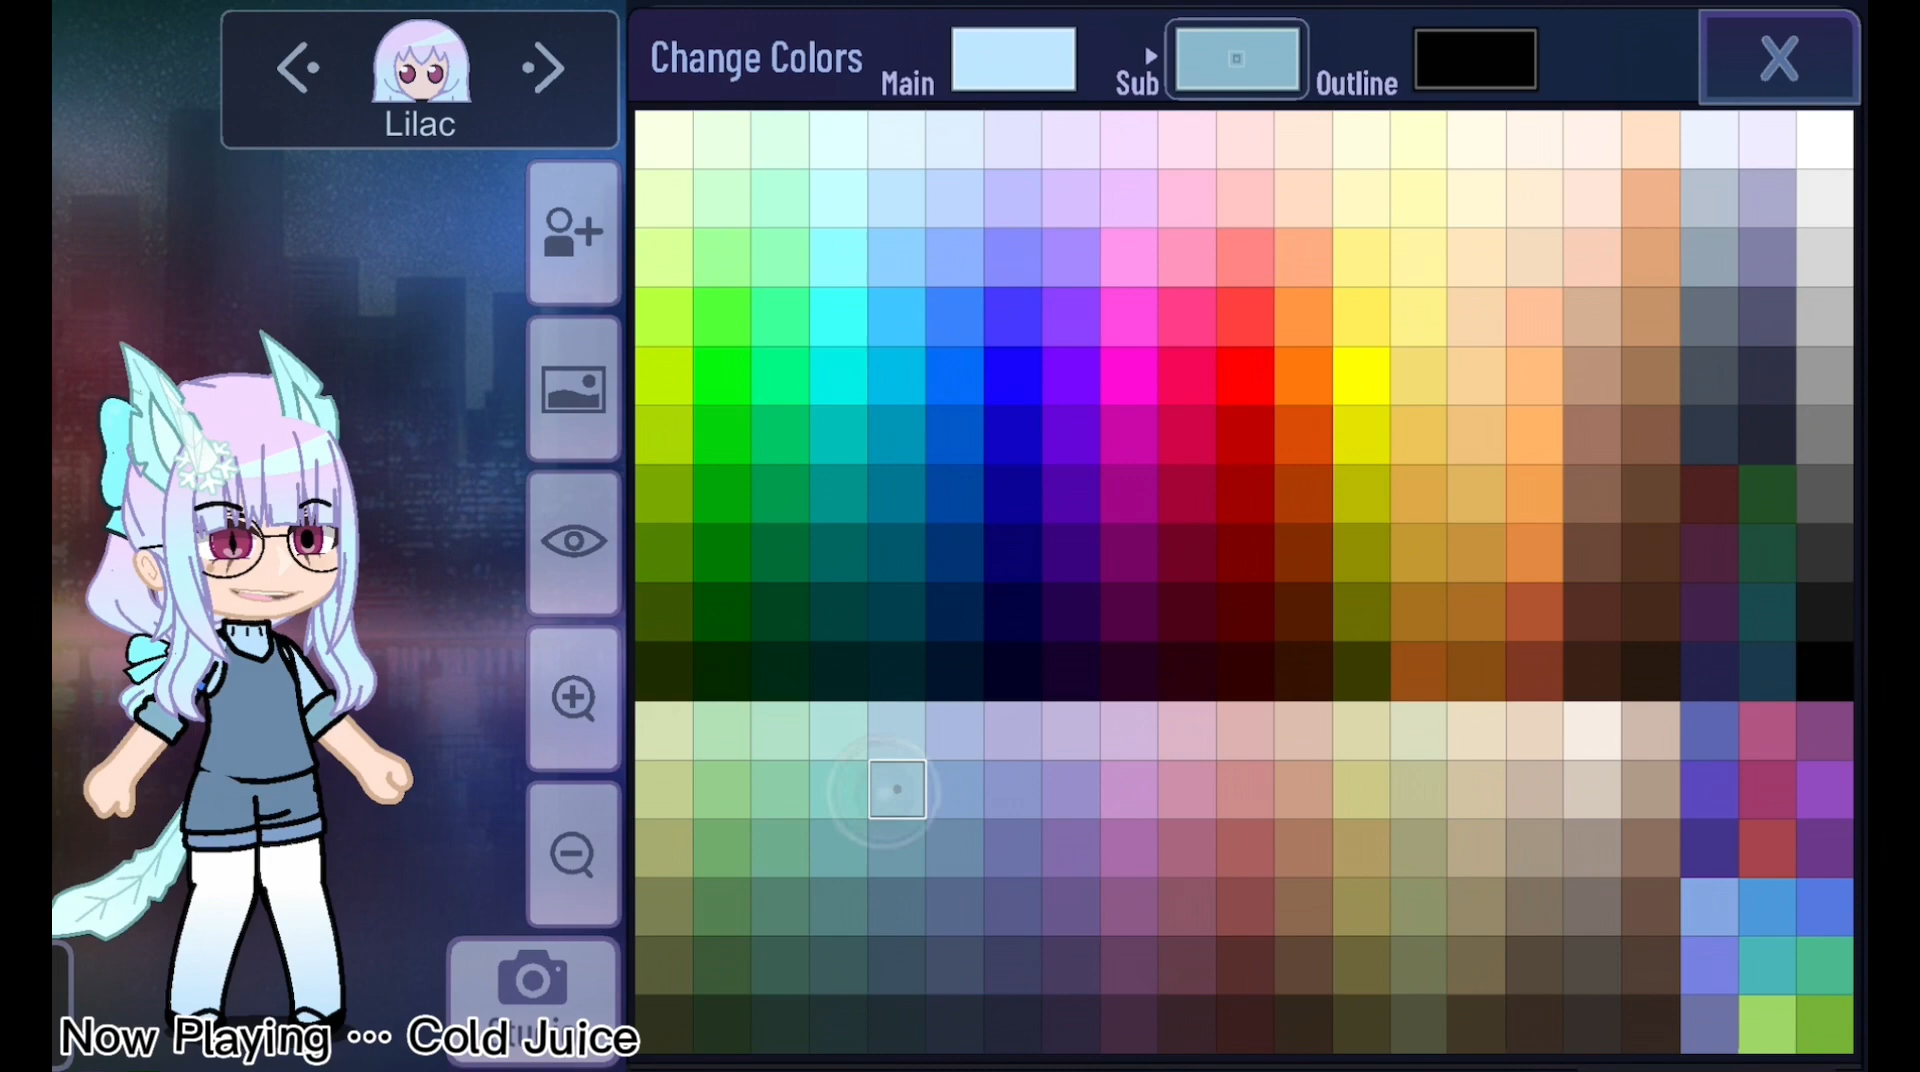 Change Colors
Main
Sub
Outline
X
Lilac
Now Playing ··· Cold Juice